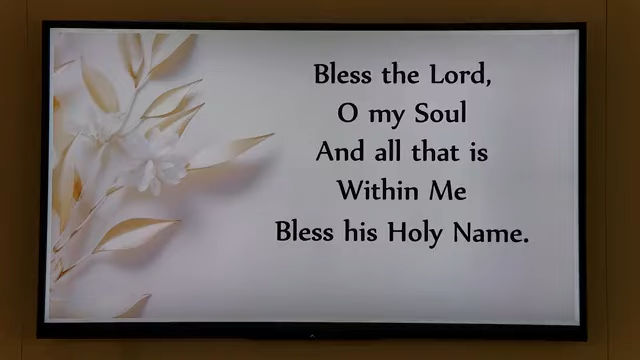 Bless the Lord,
O my Soul
And all that is
Within Me
Bless his Holy Name.